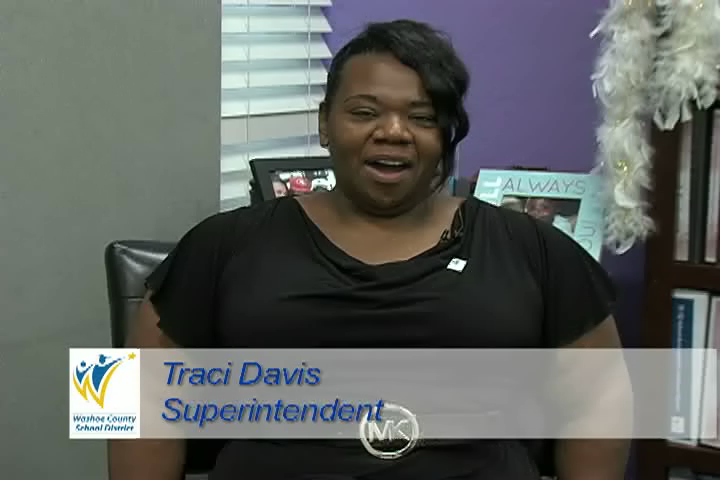 ALWAYS
Traci Davis
Superintendent
Washoe County
School District
MK